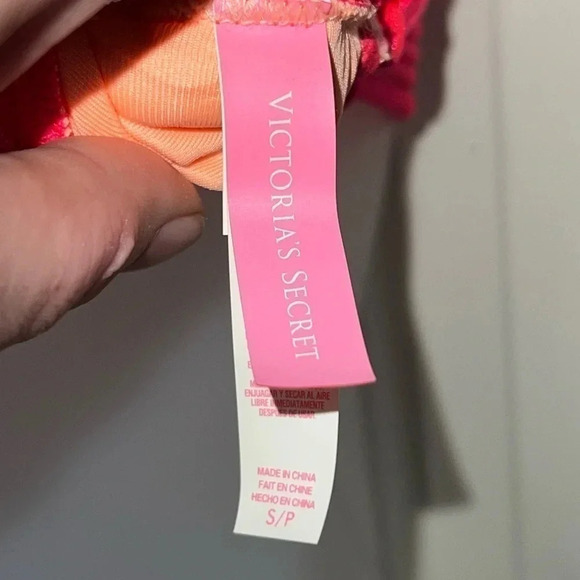 VICTORIA'S SECRET
ENJUAGAR Y SECAR AL AIRE
LIBRE INMEDIATAMENTE
DESPUÉS DE USAR
MADE IN CHINA
FAIT EN CHINE
HECHO EN CHINA
S/P